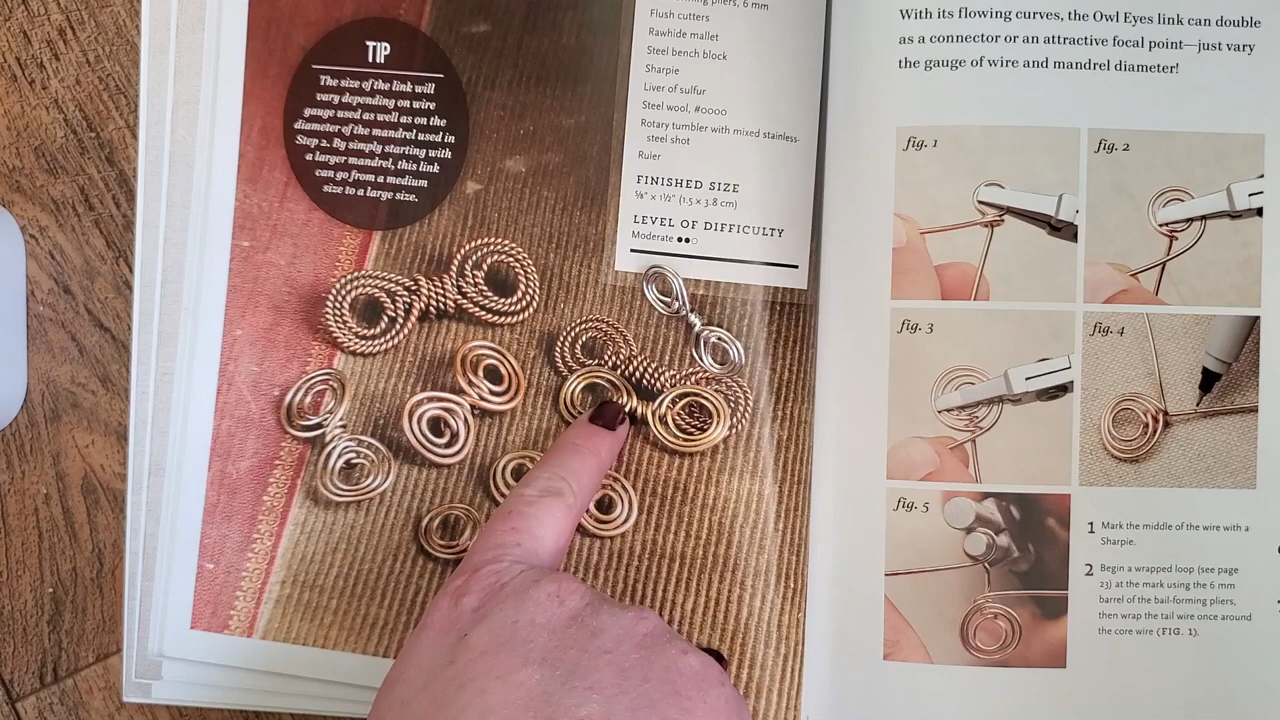 TIP
The size of the link will
vary depending on wire
gauge used as well as on the
diameter of the mandrel used in
Step 2. By simply starting with
a larger mandrel, this link
can go from a medium
size to a large size.
pliers, 6 mm
Flush cutters
Rawhide mallet
Steel bench block
Sharpie
Liver of sulfur
Steel wool, #0000
Rotary tumbler with mixed stainless-
steel shot
Ruler
FINISHED SIZE
⅝" × 1½" (1.5 × 3.8 cm)
LEVEL OF DIFFICULTY
Moderate ●●○
With its flowing curves, the Owl Eyes link can double
as a connector or an attractive focal point—just vary
the gauge of wire and mandrel diameter!
fig. 1
fig. 2
fig. 3
fig. 4
fig. 5
1 Mark the middle of the wire with a
Sharpie.
2 Begin a wrapped loop (see page
23) at the mark using the 6 mm
barrel of the bail-forming pliers,
then wrap the tail wire once around
the core wire (FIG. 1).